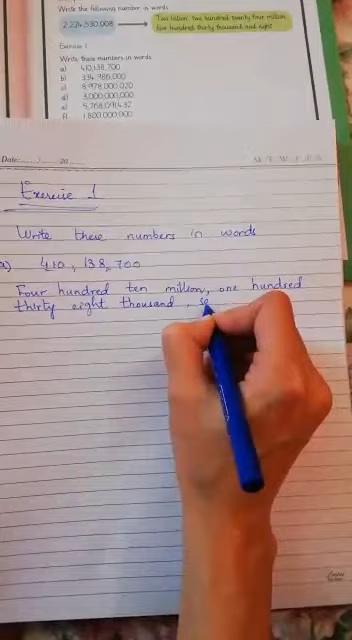 Write the following number in words
2,224,530,008
Two billion two hundred twenty four million
five hundred thirty thousand and eight
Exercise 1
Write these numbers in words
a) 410,138,700
b) 334,986,000
c) 8,978,000,020
d) 3,000,000,000
e) 5,768,091,432
f) 1,800,000,000
Date: 20
M T W T F S
Exercise 1
Write these numbers in words
a) 410, 138, 700
Four hundred ten million, one hundred
thirty eight thousand, se